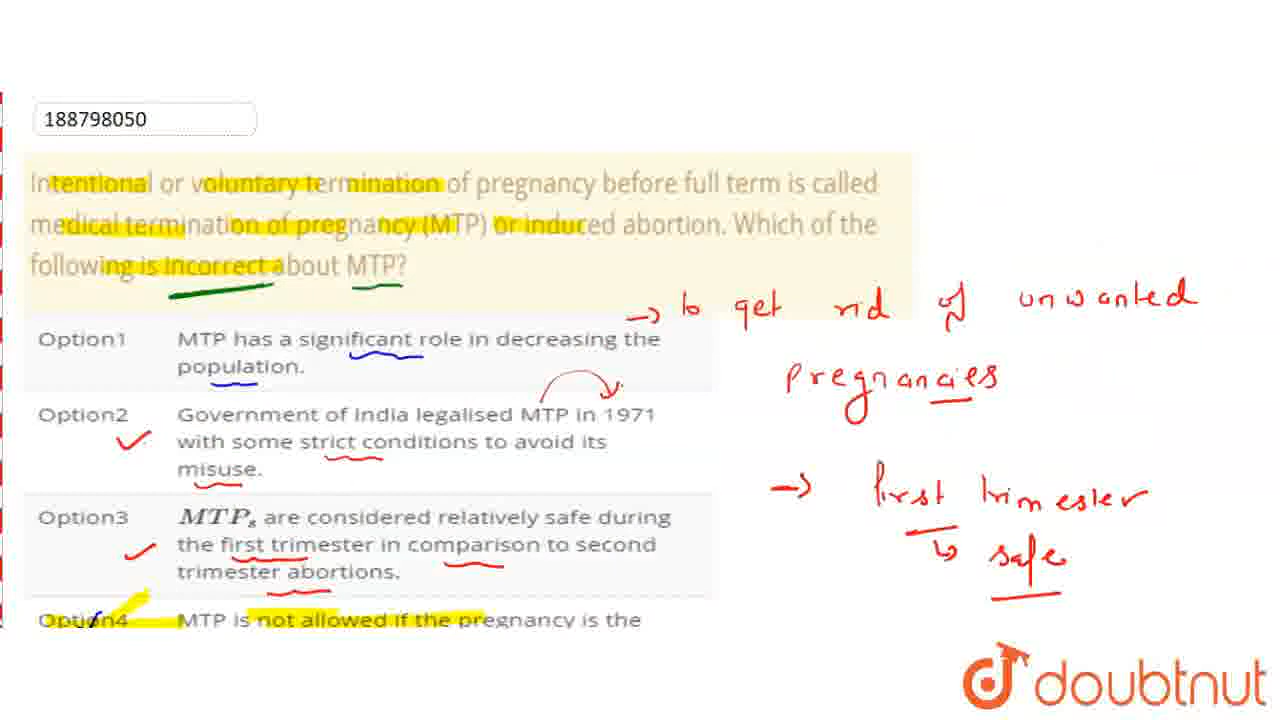 188798050
Intentional or voluntary termination of pregnancy before full term is called
medical termination of pregnancy (MTP) or induced abortion. Which of the
following is incorrect about MTP?
→ to get rid of unwanted
pregnancies
Option1 MTP has a significant role in decreasing the
population.
Option2 Government of India legalised MTP in 1971
with some strict conditions to avoid its
misuse.
→ first trimester
↳ safe
Option3 MTPs are considered relatively safe during
the first trimester in comparison to second
trimester abortions.
Option4 MTP is not allowed if the pregnancy is the
doubtnut